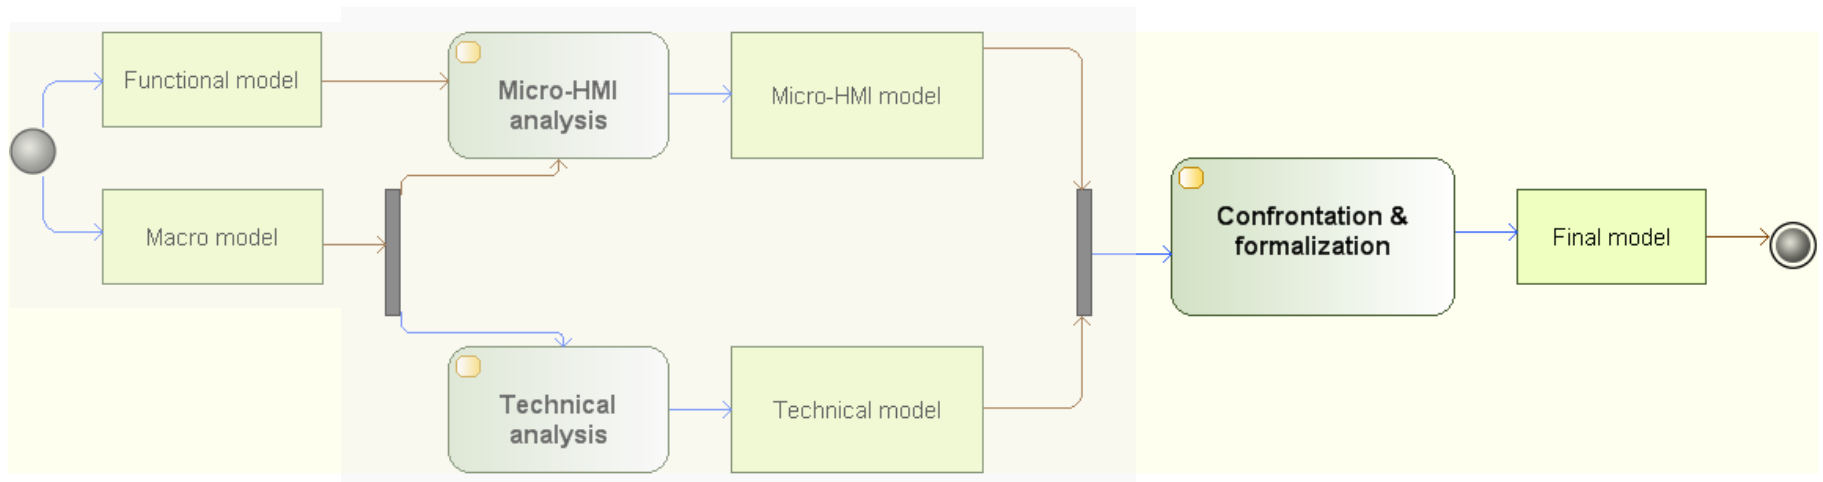 Functional model
Micro-HMI
analysis
Micro-HMI model
Macro model
Confrontation &
formalization
Final model
Technical
analysis
Technical model